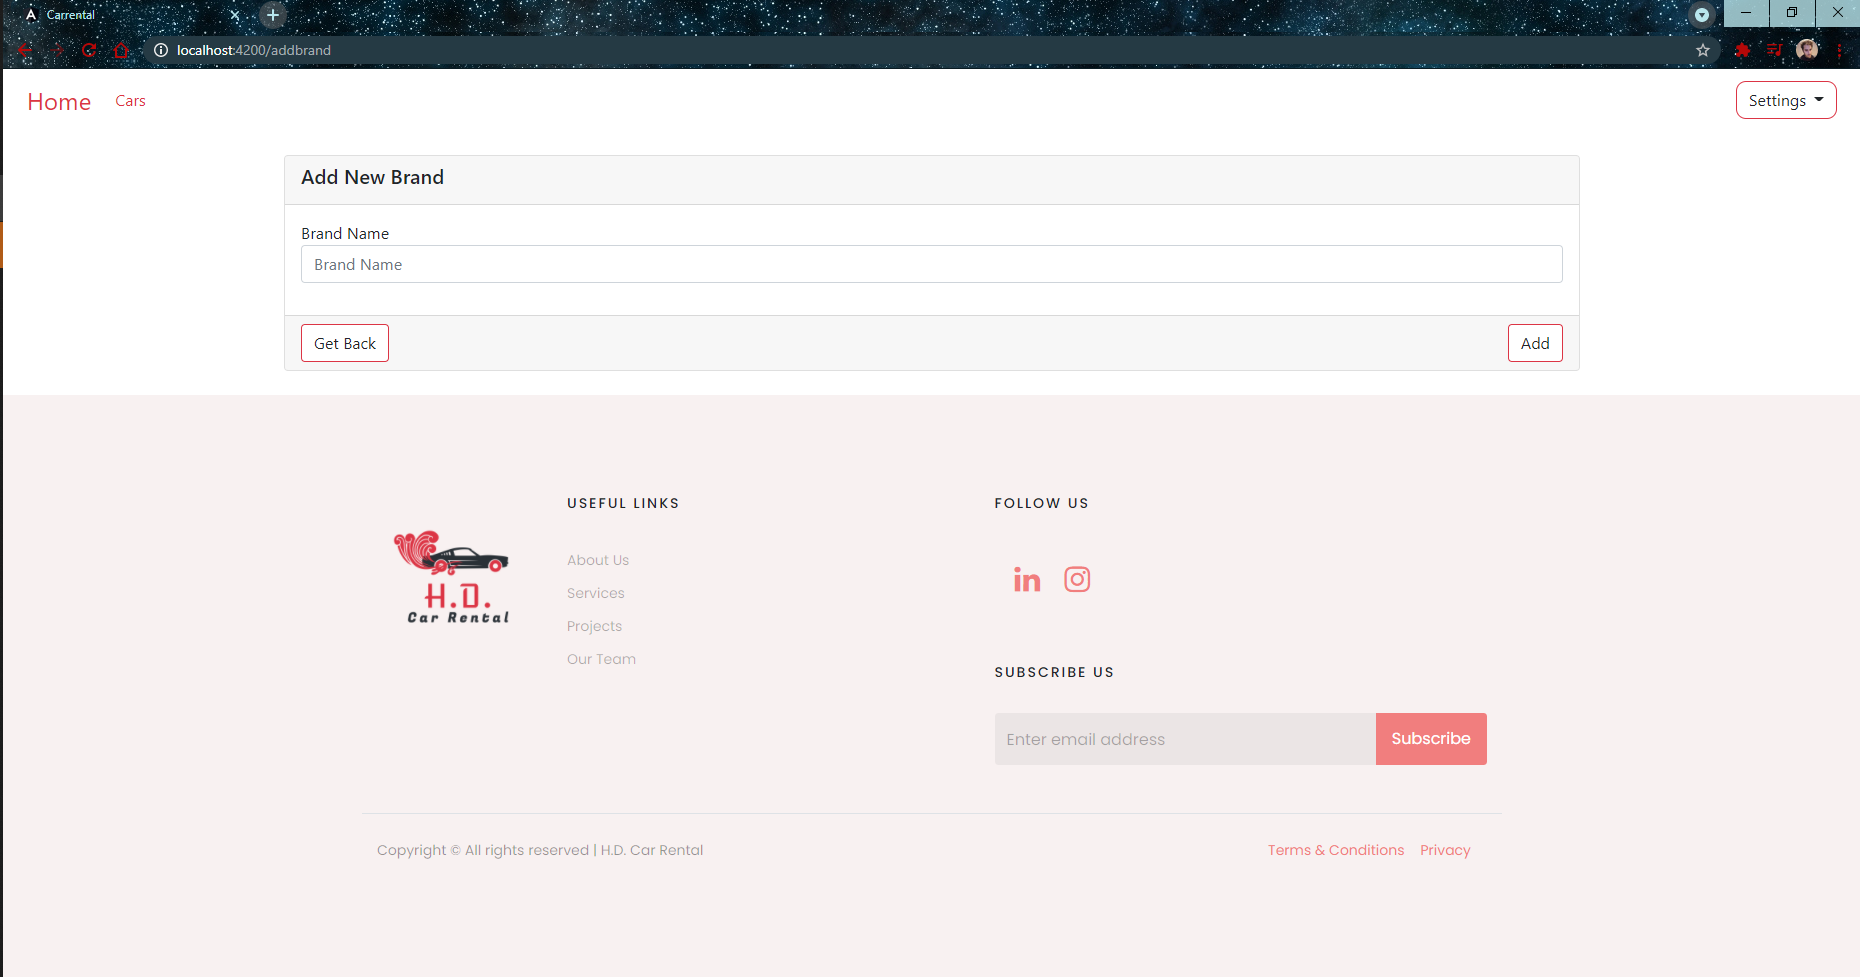 Carrental
localhost:4200/addbrand
Home Cars Settings
Add New Brand
Brand Name
Brand Name
Get Back Add
H.D.
Car Rental
USEFUL LINKS
About Us
Services
Projects
Our Team
FOLLOW US
in
SUBSCRIBE US
Enter email address Subscribe
Copyright © All rights reserved | H.D. Car Rental
Terms & Conditions Privacy